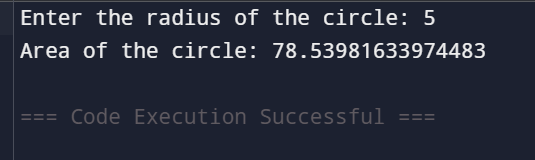 Enter the radius of the circle: 5
Area of the circle: 78.53981633974483
=== Code Execution Successful ===